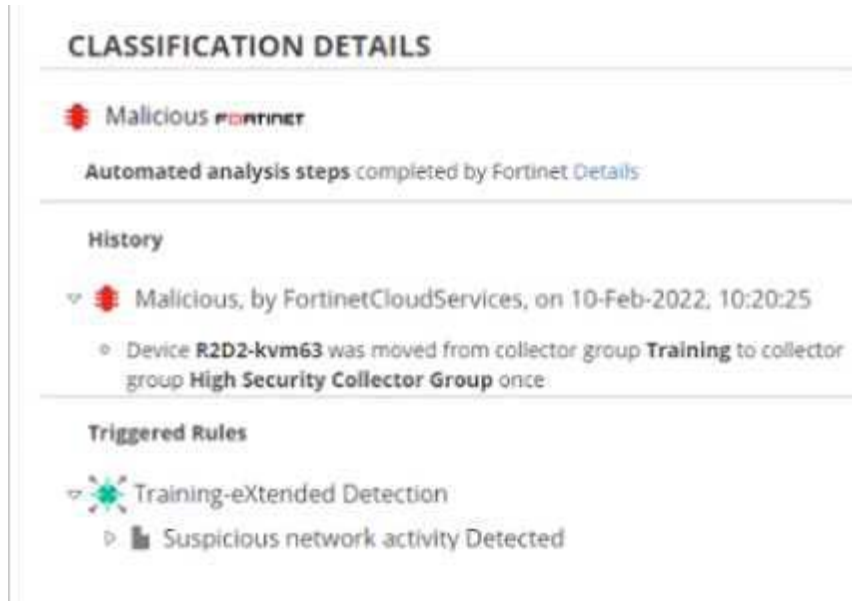 CLASSIFICATION DETAILS
Malicious FORTINET
Automated analysis steps completed by Fortinet Details
History
Malicious, by FortinetCloudServices, on 10-Feb-2022, 10:20:25
Device R2D2-kvm63 was moved from collector group Training to collector
group High Security Collector Group once
Triggered Rules
Training-eXtended Detection
Suspicious network activity Detected